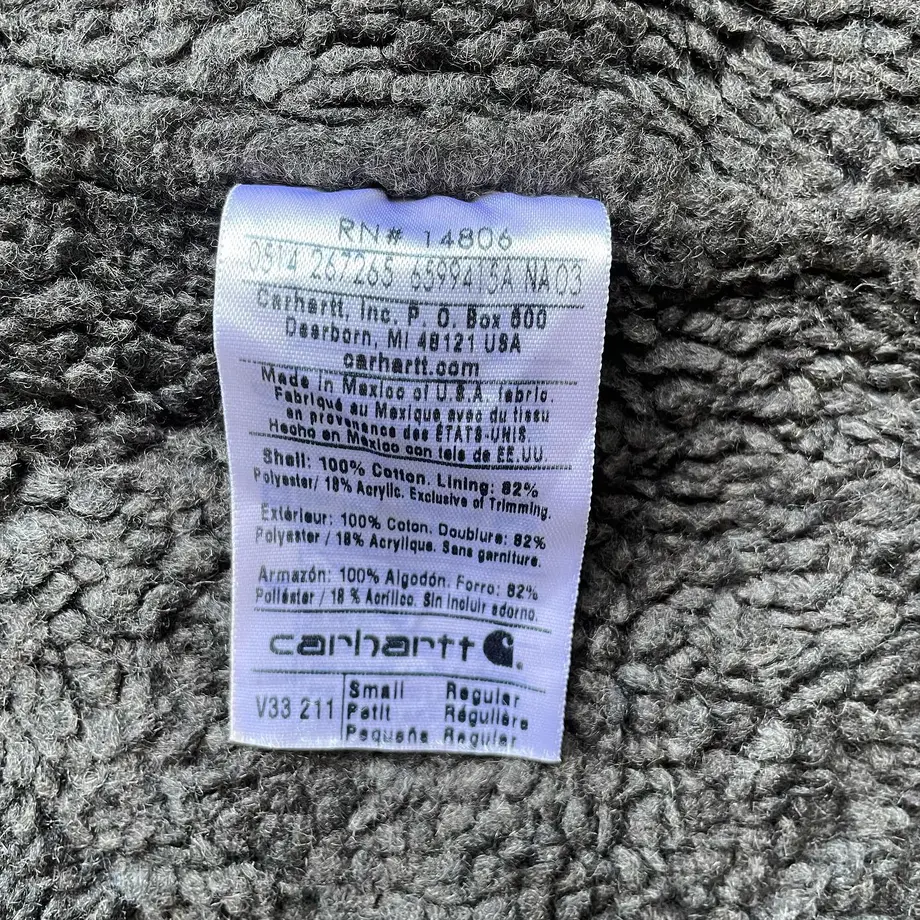 RN# 14806
0514 267265 6599415A NA03
Carhartt, Inc. P. O. Box 600
Dearborn, MI 48121 USA
carhartt.com
Made in Mexico of U.S.A. fabric.
Fabriqué au Mexique avec du tissu
en provenance des ÉTATS-UNIS.
Hecho en México con tela de EE.UU.
Shell: 100% Cotton. Lining: 82%
Polyester/ 18% Acrylic. Exclusive of Trimming.
Extérieur: 100% Coton. Doublure: 82%
Polyester / 18% Acrylique. Sans garniture.
Armazón: 100% Algodón. Forro: 82%
Poliéster / 18 % Acrílico. Sin incluir adorno.
carhartt
V33 211
Small Regular
Petit Régulière
Pequeña Regular